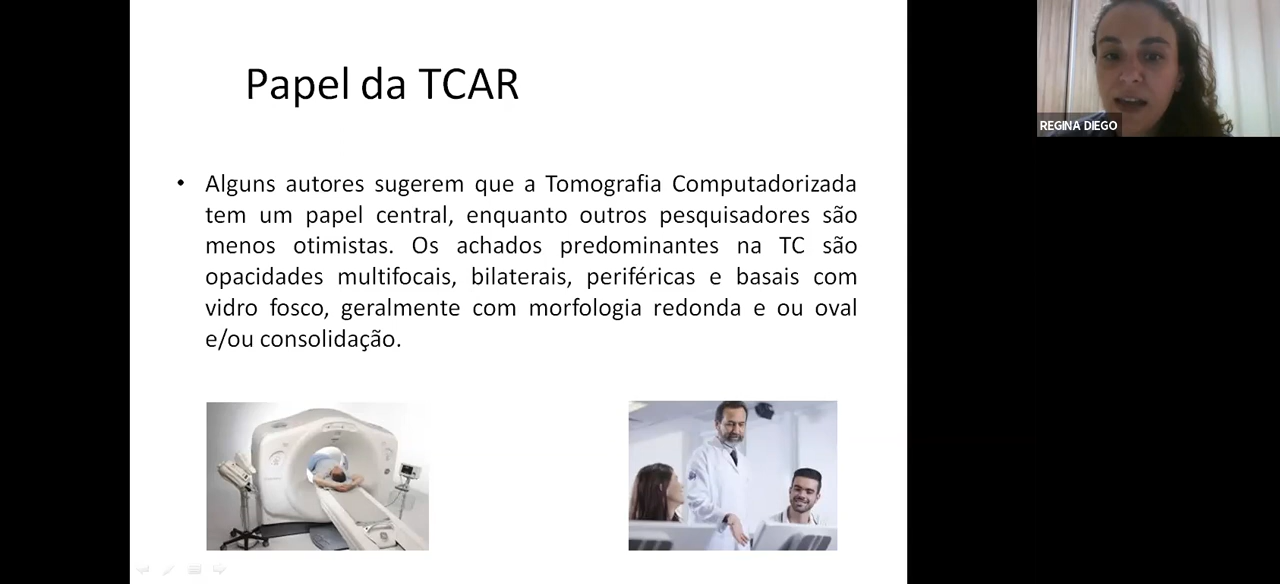 Papel da TCAR
• Alguns autores sugerem que a Tomografia Computadorizada
tem um papel central, enquanto outros pesquisadores são
menos otimistas. Os achados predominantes na TC são
opacidades multifocais, bilaterais, periféricas e basais com
vidro fosco, geralmente com morfologia redonda e ou oval
e/ou consolidação.
REGINA DIEGO